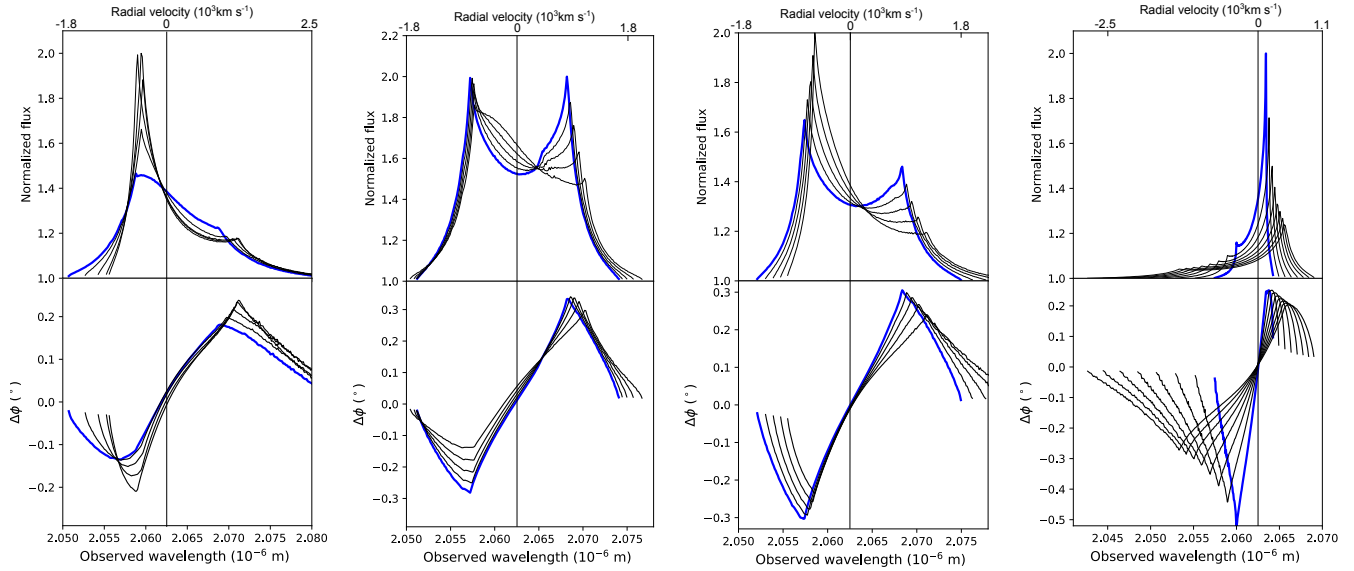 Radial velocity (10³km s⁻¹)
-1.8 0 2.5
Normalized flux
2.0
1.8
1.6
1.4
1.2
1.0
Δϕ (°)
0.2
0.1
0.0
−0.1
−0.2
2.050 2.055 2.060 2.065 2.070 2.075 2.080
Observed wavelength (10⁻⁶ m)
Radial velocity (10³km s⁻¹)
-1.8 0 1.8
Normalized flux
2.2
2.0
1.8
1.6
1.4
1.2
1.0
Δϕ (°)
0.3
0.2
0.1
0.0
−0.1
−0.2
−0.3
2.050 2.055 2.060 2.065 2.070 2.075
Observed wavelength (10⁻⁶ m)
Radial velocity (10³km s⁻¹)
-1.8 0 1.8
Normalized flux
2.0
1.8
1.6
1.4
1.2
1.0
Δϕ (°)
0.3
0.2
0.1
0.0
−0.1
−0.2
−0.3
2.050 2.055 2.060 2.065 2.070 2.075
Observed wavelength (10⁻⁶ m)
Radial velocity (10³km s⁻¹)
-2.5 0 1.1
Normalized flux
2.0
1.8
1.6
1.4
1.2
1.0
Δϕ (°)
0.2
0.1
0.0
−0.1
−0.2
−0.3
−0.4
−0.5
2.045 2.050 2.055 2.060 2.065 2.070
Observed wavelength (10⁻⁶ m)